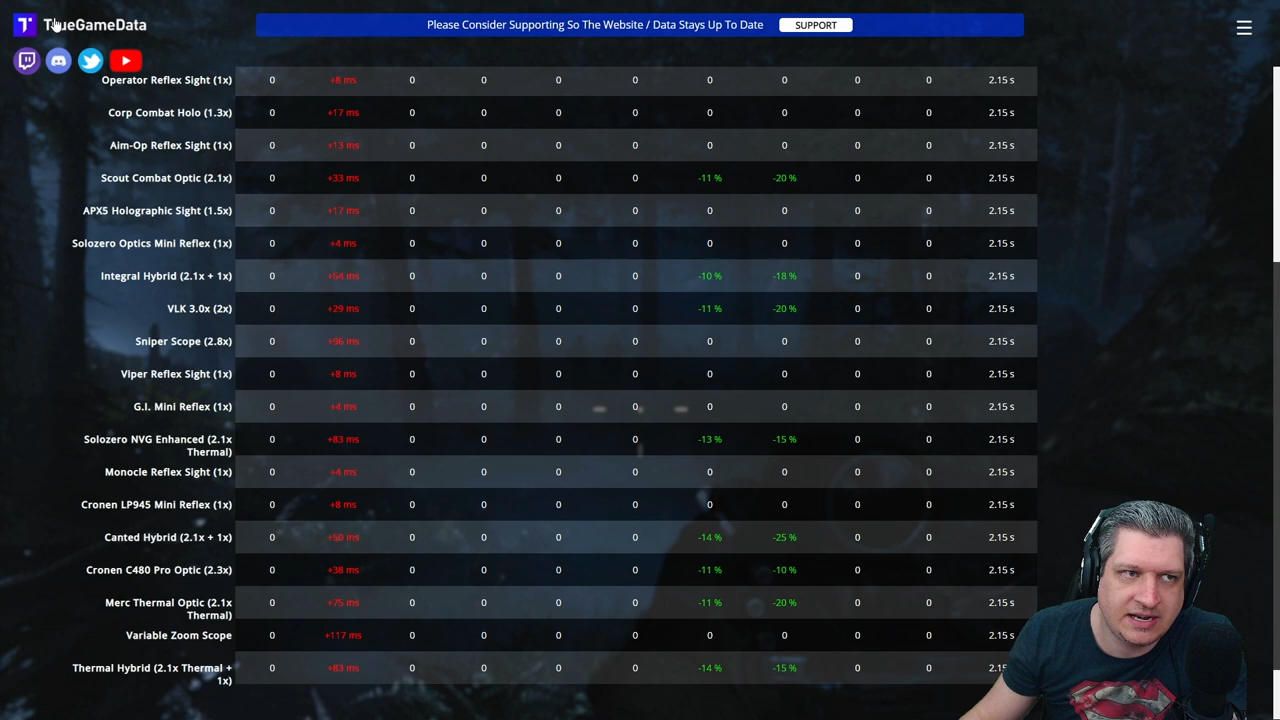 TrueGameData
Please Consider Supporting So The Website / Data Stays Up To Date SUPPORT
Operator Reflex Sight (1x) 0 +8 ms 0 0 0 0 0 0 0 0 2.15 s
Corp Combat Holo (1.3x) 0 +17 ms 0 0 0 0 0 0 0 0 2.15 s
Aim-Op Reflex Sight (1x) 0 +13 ms 0 0 0 0 0 0 0 0 2.15 s
Scout Combat Optic (2.1x) 0 +33 ms 0 0 0 0 -11 % -20 % 0 0 2.15 s
APX5 Holographic Sight (1.5x) 0 +17 ms 0 0 0 0 0 0 0 0 2.15 s
Solozero Optics Mini Reflex (1x) 0 +4 ms 0 0 0 0 0 0 0 0 2.15 s
Integral Hybrid (2.1x + 1x) 0 +54 ms 0 0 0 0 -10 % -18 % 0 0 2.15 s
VLK 3.0x (2x) 0 +29 ms 0 0 0 0 -11 % -20 % 0 0 2.15 s
Sniper Scope (2.8x) 0 +96 ms 0 0 0 0 0 0 0 0 2.15 s
Viper Reflex Sight (1x) 0 +8 ms 0 0 0 0 0 0 0 0 2.15 s
G.I. Mini Reflex (1x) 0 +4 ms 0 0 0 0 0 0 0 0 2.15 s
Solozero NVG Enhanced (2.1x 0 +83 ms 0 0 0 0 -13 % -15 % 0 0 2.15 s
Thermal)
Monocle Reflex Sight (1x) 0 +4 ms 0 0 0 0 0 0 0 0 2.15 s
Cronen LP945 Mini Reflex (1x) 0 +8 ms 0 0 0 0 0 0 0 0 2.15 s
Canted Hybrid (2.1x + 1x) 0 +50 ms 0 0 0 0 -14 % -25 % 0 0 2.15 s
Cronen C480 Pro Optic (2.3x) 0 +38 ms 0 0 0 0 -11 % -10 % 0 0 2.15 s
Merc Thermal Optic (2.1x 0 +75 ms 0 0 0 0 -11 % -20 % 0 0 2.15 s
Thermal)
Variable Zoom Scope 0 +117 ms 0 0 0 0 0 0 0 0 2.15 s
Thermal Hybrid (2.1x Thermal + 0 +83 ms 0 0 0 0 -14 % -15 % 0 0 2.15
1x)